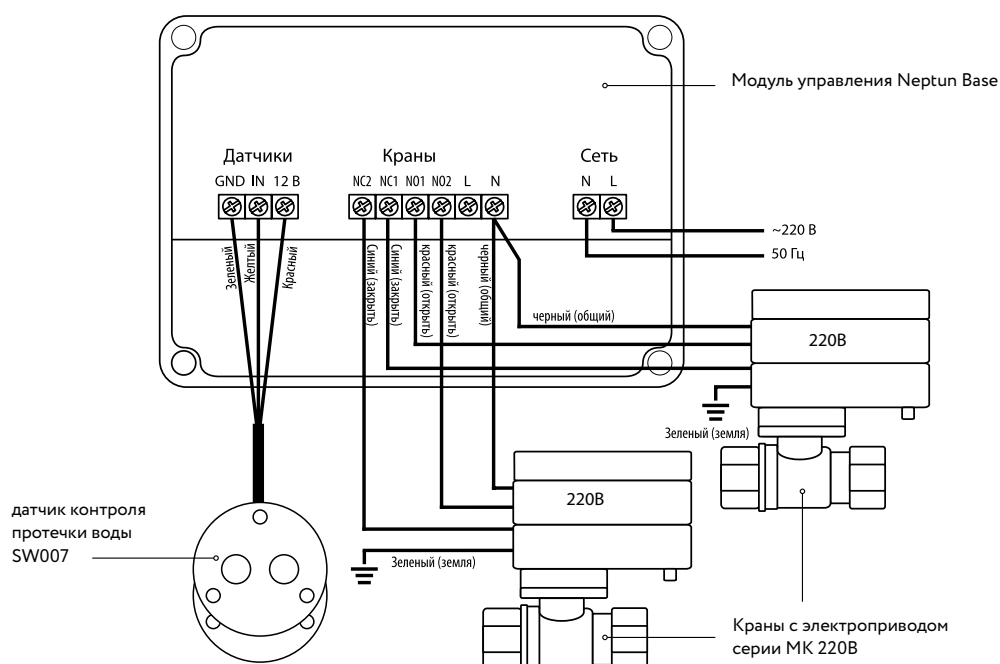 Модуль управления Neptun Base
Датчики
Краны
Сеть
GND IN 12 В
NC2 NC1 NO1 NO2 L N
N L
~220 В
50 Гц
Зеленый
Желтый
Красный
Синий (закрыть)
Синий (закрыть)
красный (открыть)
красный (открыть)
черный (общий)
черный (общий)
220В
Зеленый (земля)
220В
Зеленый (земля)
датчик контроля
протечки воды
SW007
Краны с электроприводом
серии МК 220В